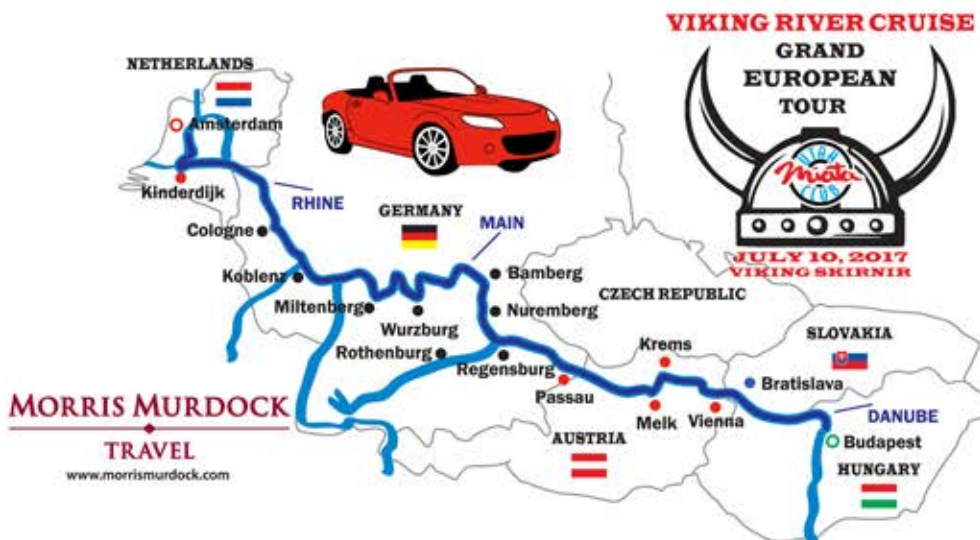 VIKING RIVER CRUISE
GRAND
EUROPEAN
TOUR
UTAH
Miata
CLUB
JULY 10, 2017
VIKING SKIRNIR
NETHERLANDS
Amsterdam
Kinderdijk
RHINE
Cologne
GERMANY
MAIN
Koblenz
Bamberg
Miltenberg
CZECH REPUBLIC
Nuremberg
Wurzburg
Rothenburg
Regensburg
Krems
SLOVAKIA
Passau
Bratislava
Melk
Vienna
DANUBE
AUSTRIA
Budapest
HUNGARY
MORRIS MURDOCK
TRAVEL
www.morrismurdock.com